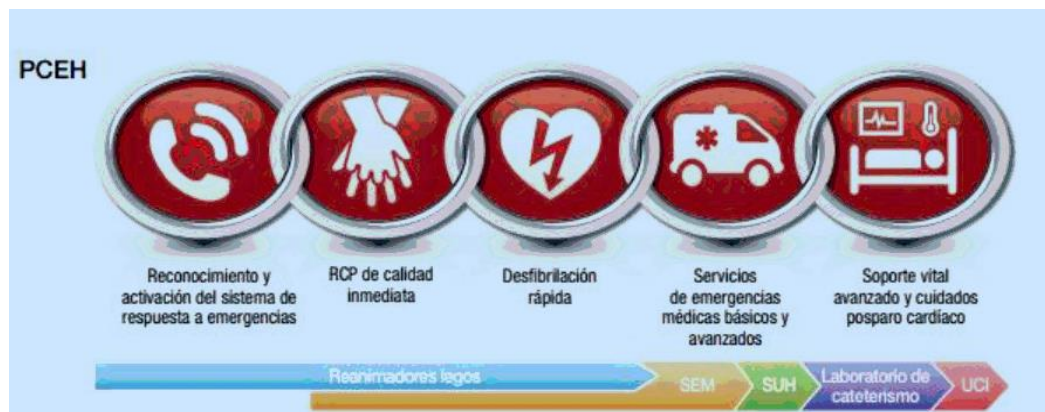 PCEH
Reconocimiento y
activación del sistema de
respuesta a emergencias
RCP de calidad
inmediata
Desfibrilación
rápida
Servicios
de emergencias
médicas básicos y
avanzados
Soporte vital
avanzado y cuidados
posparo cardíaco
Reanimadores legos
SEM
SUH
Laboratorio de
cateterismo
UCI